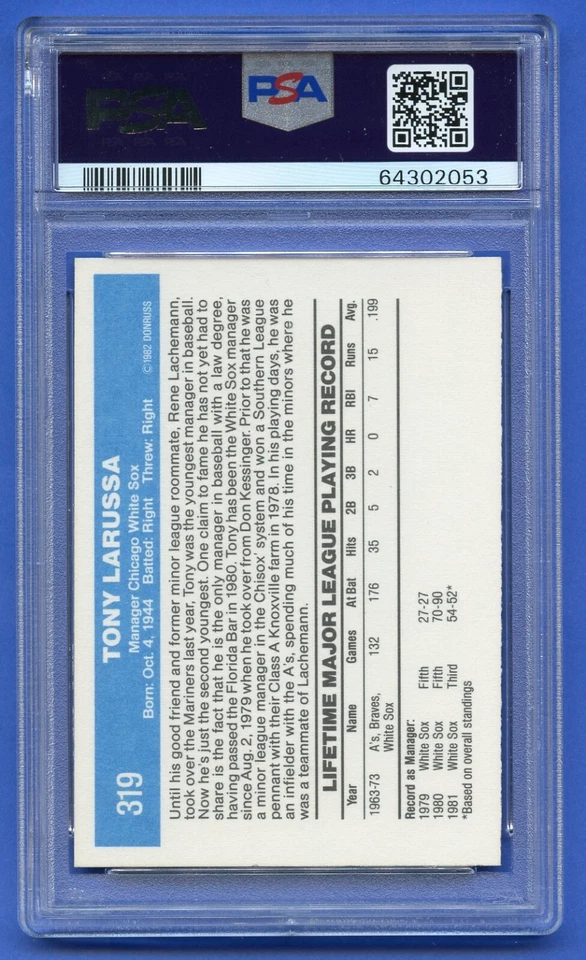 PSA
PSA
64302053
319
TONY LARUSSA
Manager Chicago White Sox
Born: Oct. 4, 1944 Batted: Right Threw: Right ©1982 DONRUSS
Until his good friend and former minor league roommate, Rene Lachemann,
took over the Mariners last year, Tony was the youngest manager in baseball.
Now he's just the second youngest. One claim to fame he has not yet had to
share is the fact that he is the only manager in baseball with a law degree,
having passed the Florida Bar in 1980. Tony has been the White Sox manager
since Aug. 2, 1979 when he took over from Don Kessinger. Prior to that he was
a minor league manager in the Chisox' system and won a Southern League
pennant with their Class A Knoxville farm in 1978. In his playing days, he was
an infielder with the A's, spending much of his time in the minors where he
was a teammate of Lachemann.
LIFETIME MAJOR LEAGUE PLAYING RECORD
Year Name Games At Bat Hits 2B 3B HR RBI Runs Avg.
1963-73 A's, Braves, 132 176 35 5 2 0 7 15 .199
White Sox
Record as Manager:
1979 White Sox Fifth 27-27
1980 White Sox Fifth 70-90
1981 White Sox Third 54-52*
*Based on overall standings